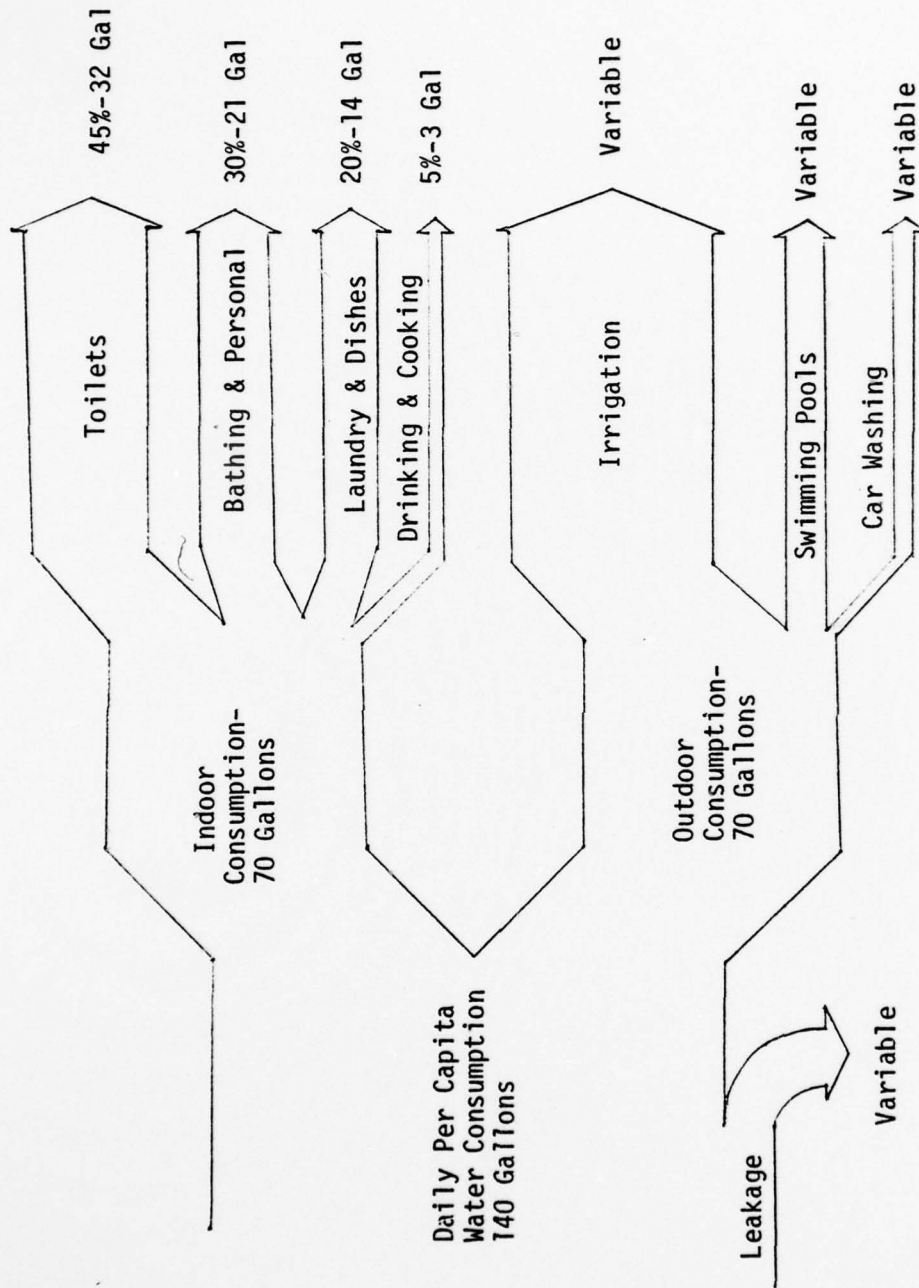 Daily Per Capita
Water Consumption
140 Gallons
Leakage
Variable
Indoor
Consumption-
70 Gallons
Outdoor
Consumption-
70 Gallons
Toilets
45%-32 Gal
Bathing & Personal
30%-21 Gal
Laundry & Dishes
20%-14 Gal
Drinking & Cooking
5%-3 Gal
Irrigation
Variable
Swimming Pools
Variable
Car Washing
Variable